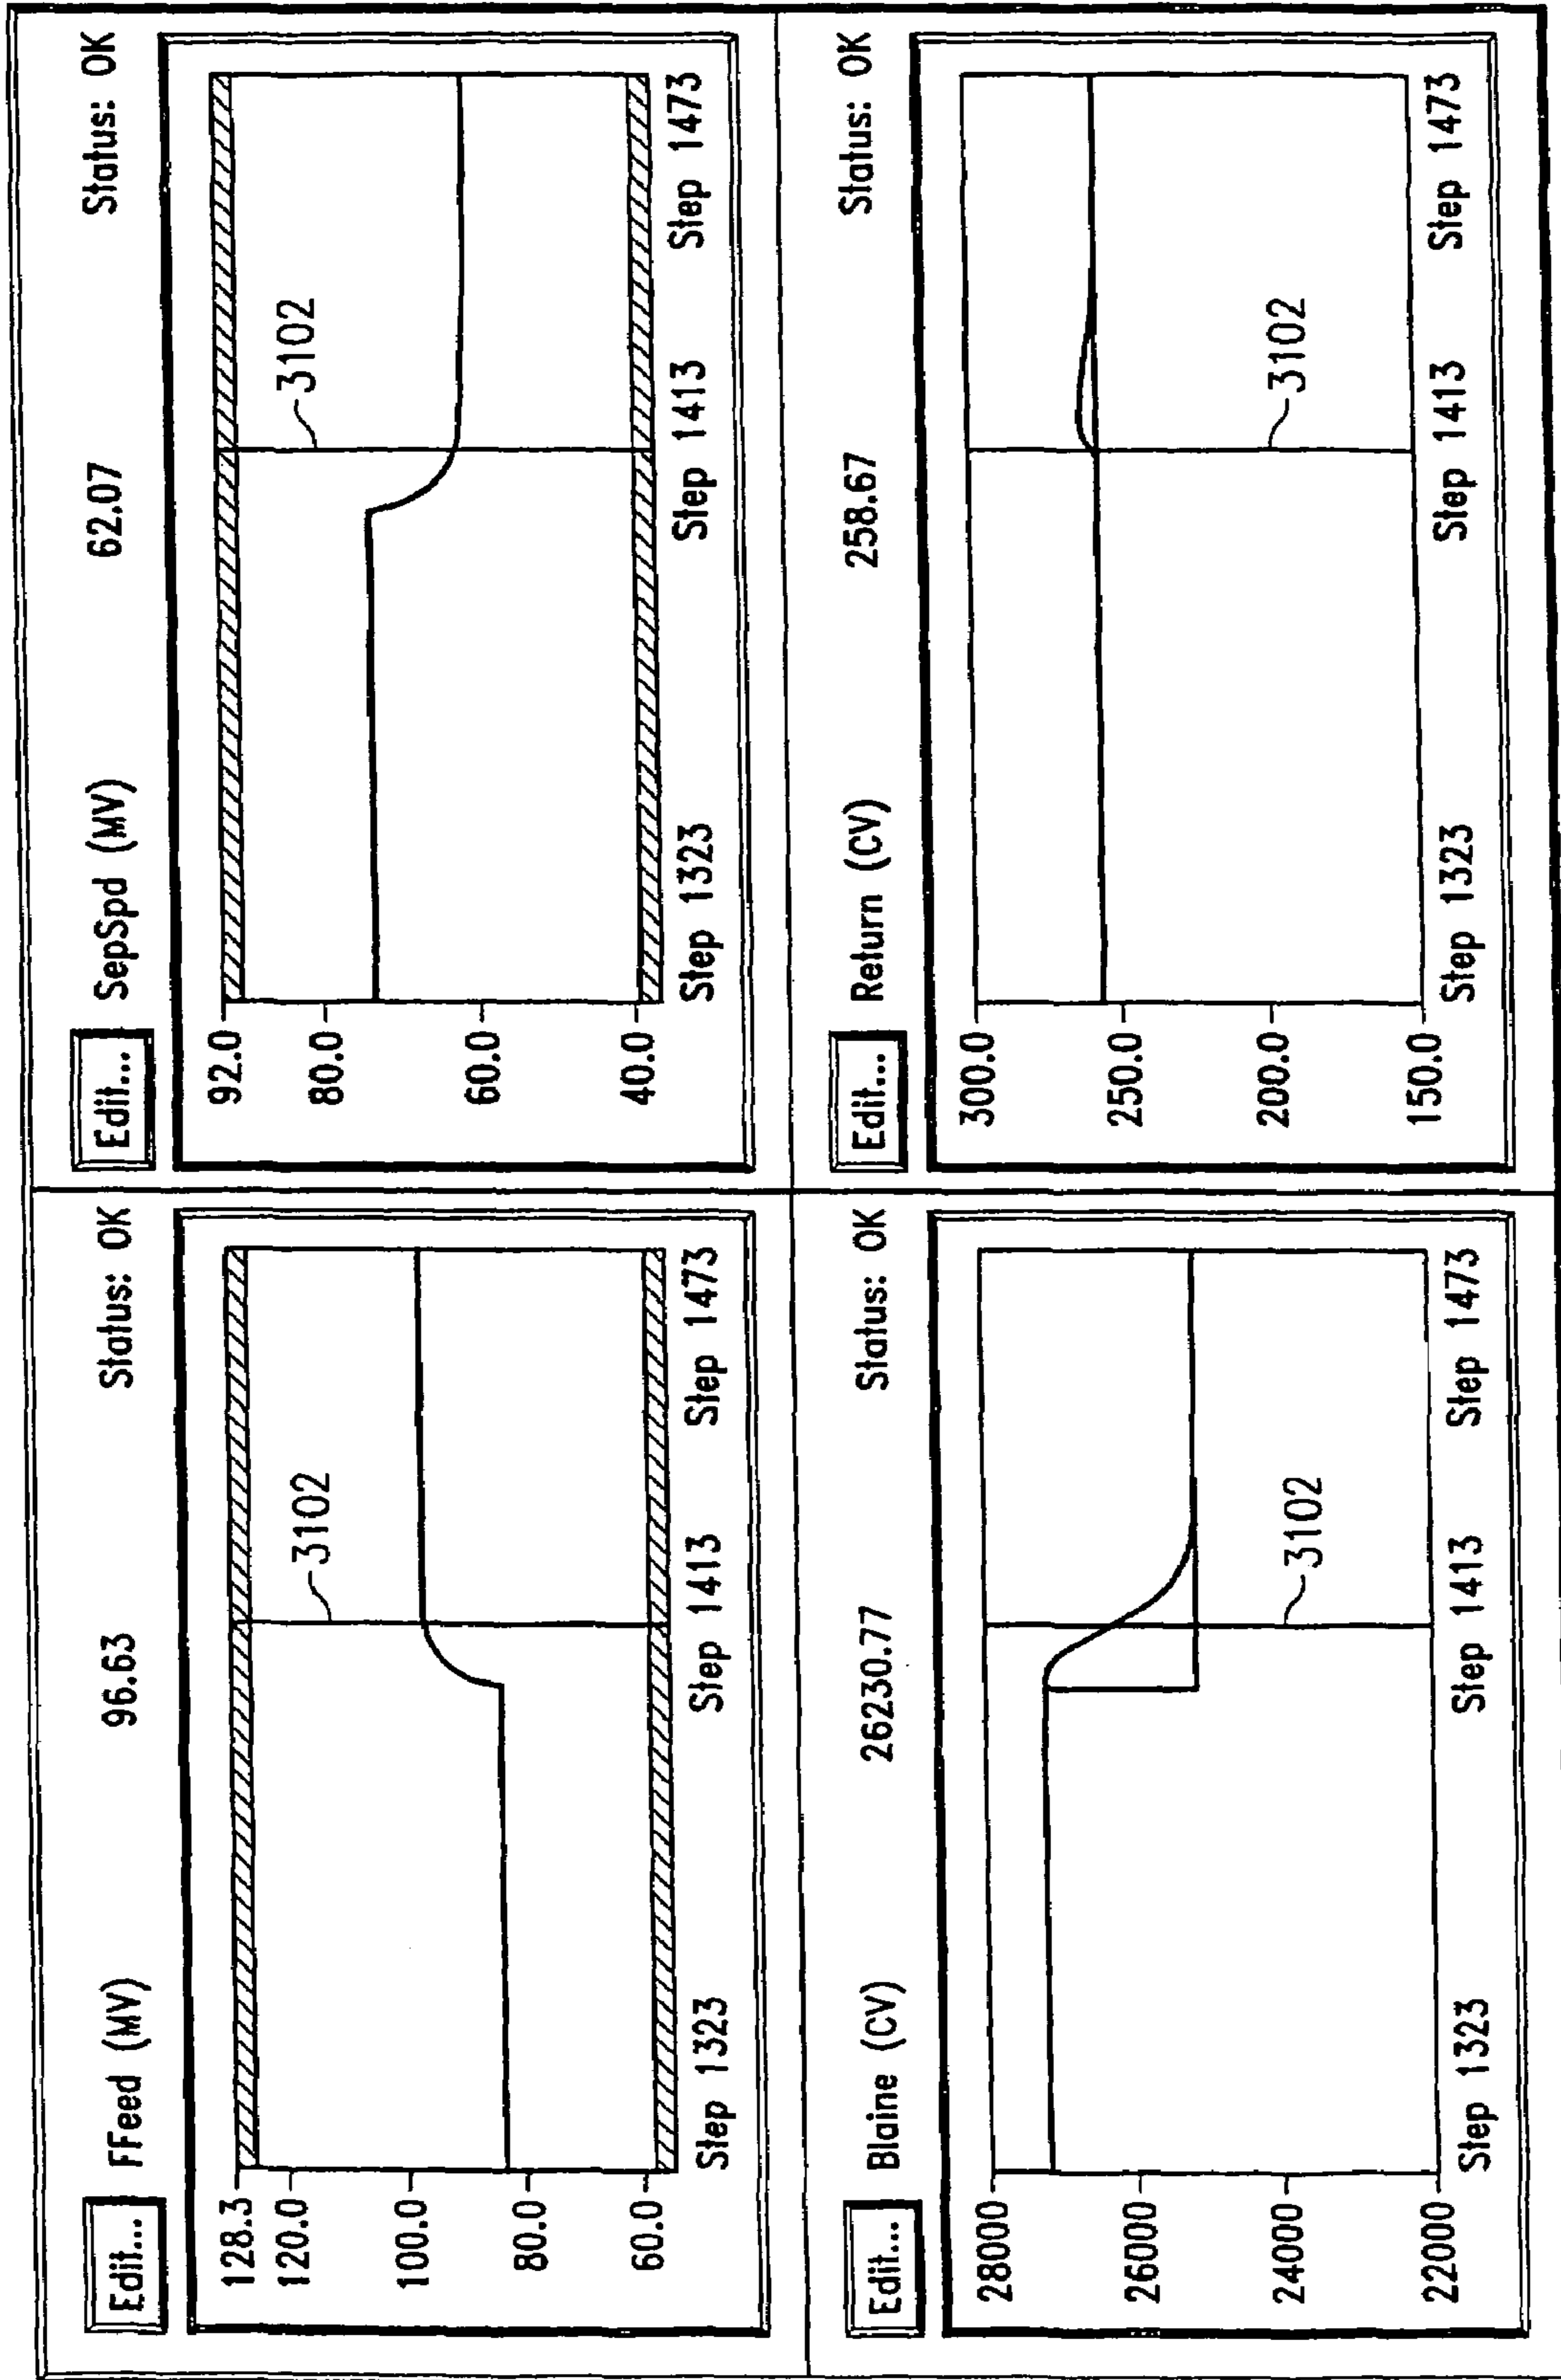 Edit... FFeed (MV) 96.63 Status: OK
128.3
120.0
100.0
80.0
60.0
3102
Step 1323 Step 1413 Step 1473
Edit... SepSpd (MV) 62.07 Status: OK
92.0
80.0
60.0
40.0
3102
Step 1323 Step 1413 Step 1473
Edit... Blaine (CV) 26230.77 Status: OK
28000
26000
24000
22000
3102
Step 1323 Step 1413 Step 1473
Edit... Return (CV) 258.67 Status: OK
300.0
250.0
200.0
150.0
3102
Step 1323 Step 1413 Step 1473